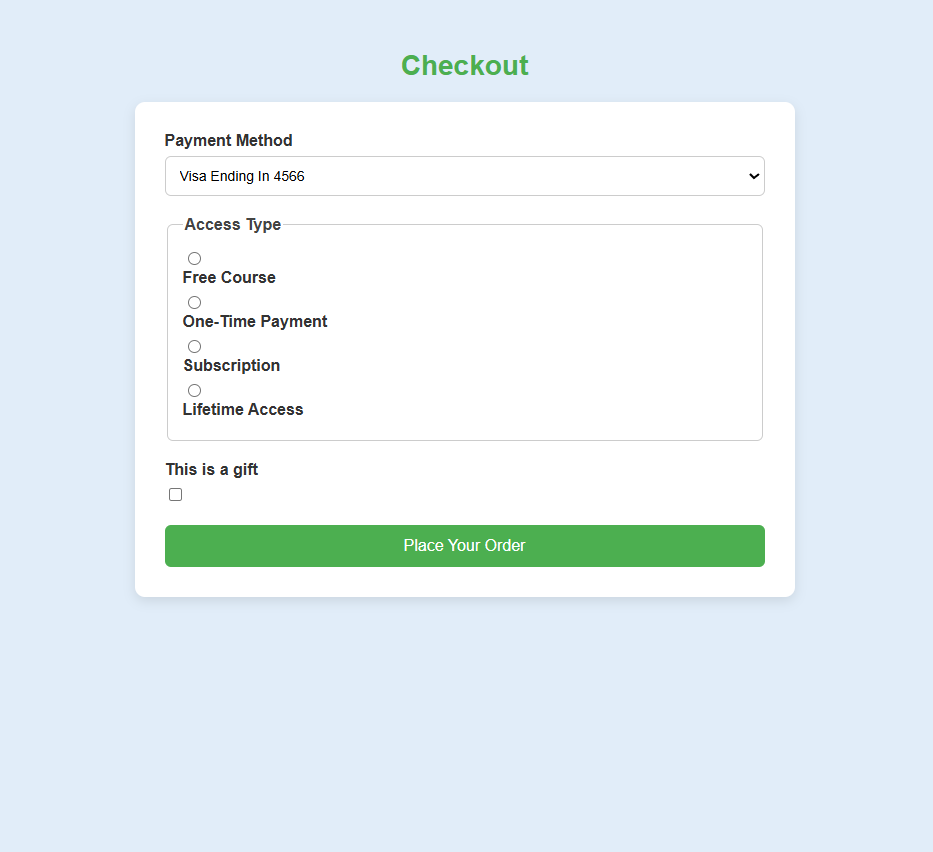 Checkout
Payment Method
Visa Ending In 4566
Access Type
Free Course
One-Time Payment
Subscription
Lifetime Access
This is a gift
Place Your Order